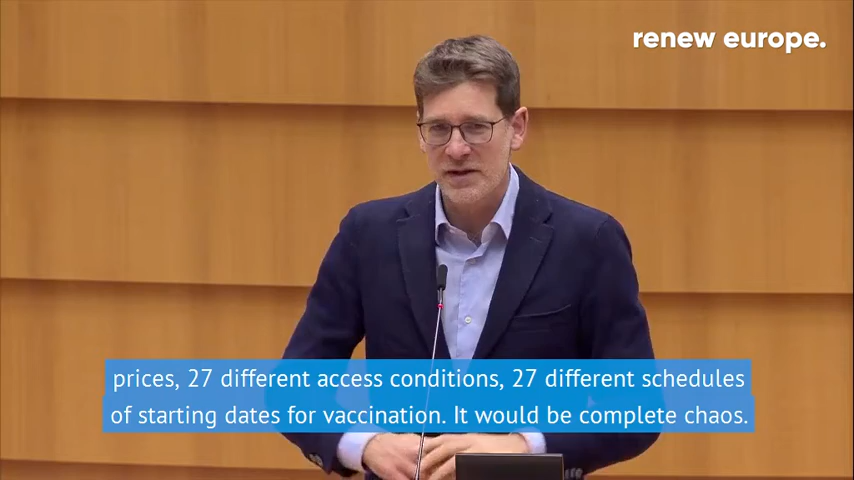 renew europe.
prices, 27 different access conditions, 27 different schedules
of starting dates for vaccination. It would be complete chaos.